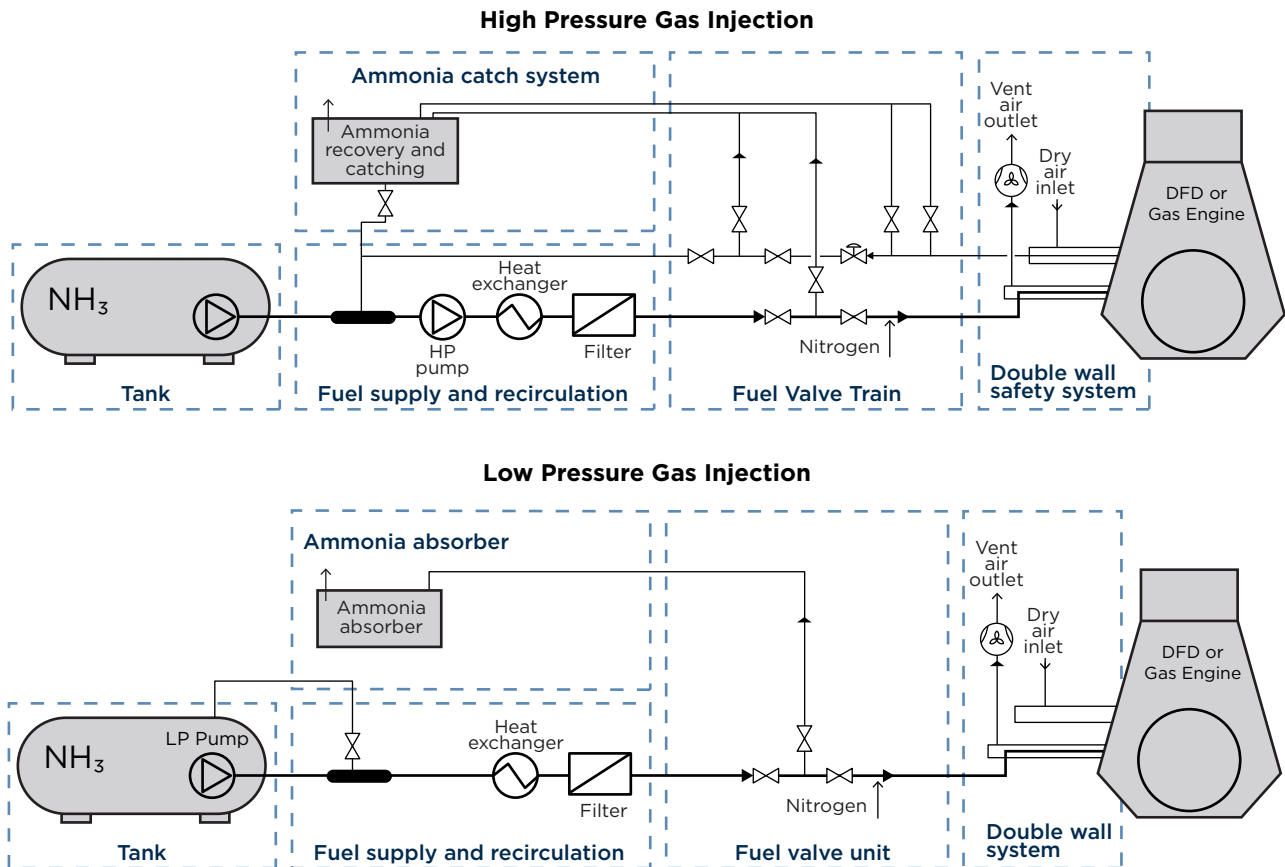 High Pressure Gas Injection
Ammonia catch system
Ammonia
recovery and
catching
Vent
air
outlet
Dry
air
inlet
DFD or
Gas Engine
NH₃
Heat
exchanger
HP
pump
Filter
Nitrogen
Tank
Fuel supply and recirculation
Fuel Valve Train
Double wall
safety system
Low Pressure Gas Injection
Ammonia absorber
Ammonia
absorber
Vent
air
outlet
Dry
air
inlet
DFD or
Gas Engine
LP Pump
NH₃
Heat
exchanger
Filter
Nitrogen
Tank
Fuel supply and recirculation
Fuel valve unit
Double wall
system